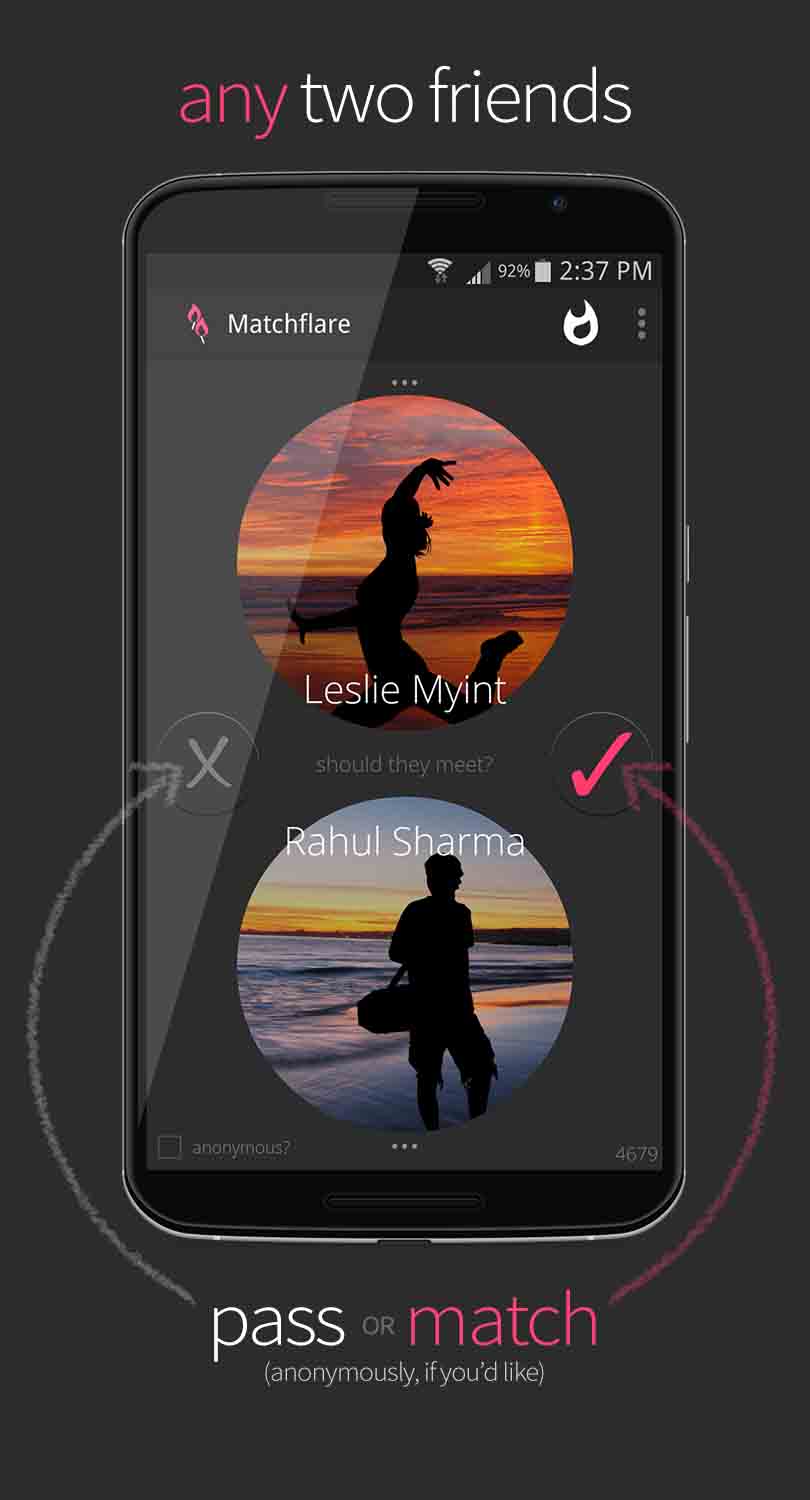 any two friends
92% 2:37 PM
Matchflare
Leslie Myint
X should they meet?
Rahul Sharma
anonymous?
4679
pass OR match
(anonymously, if you'd like)